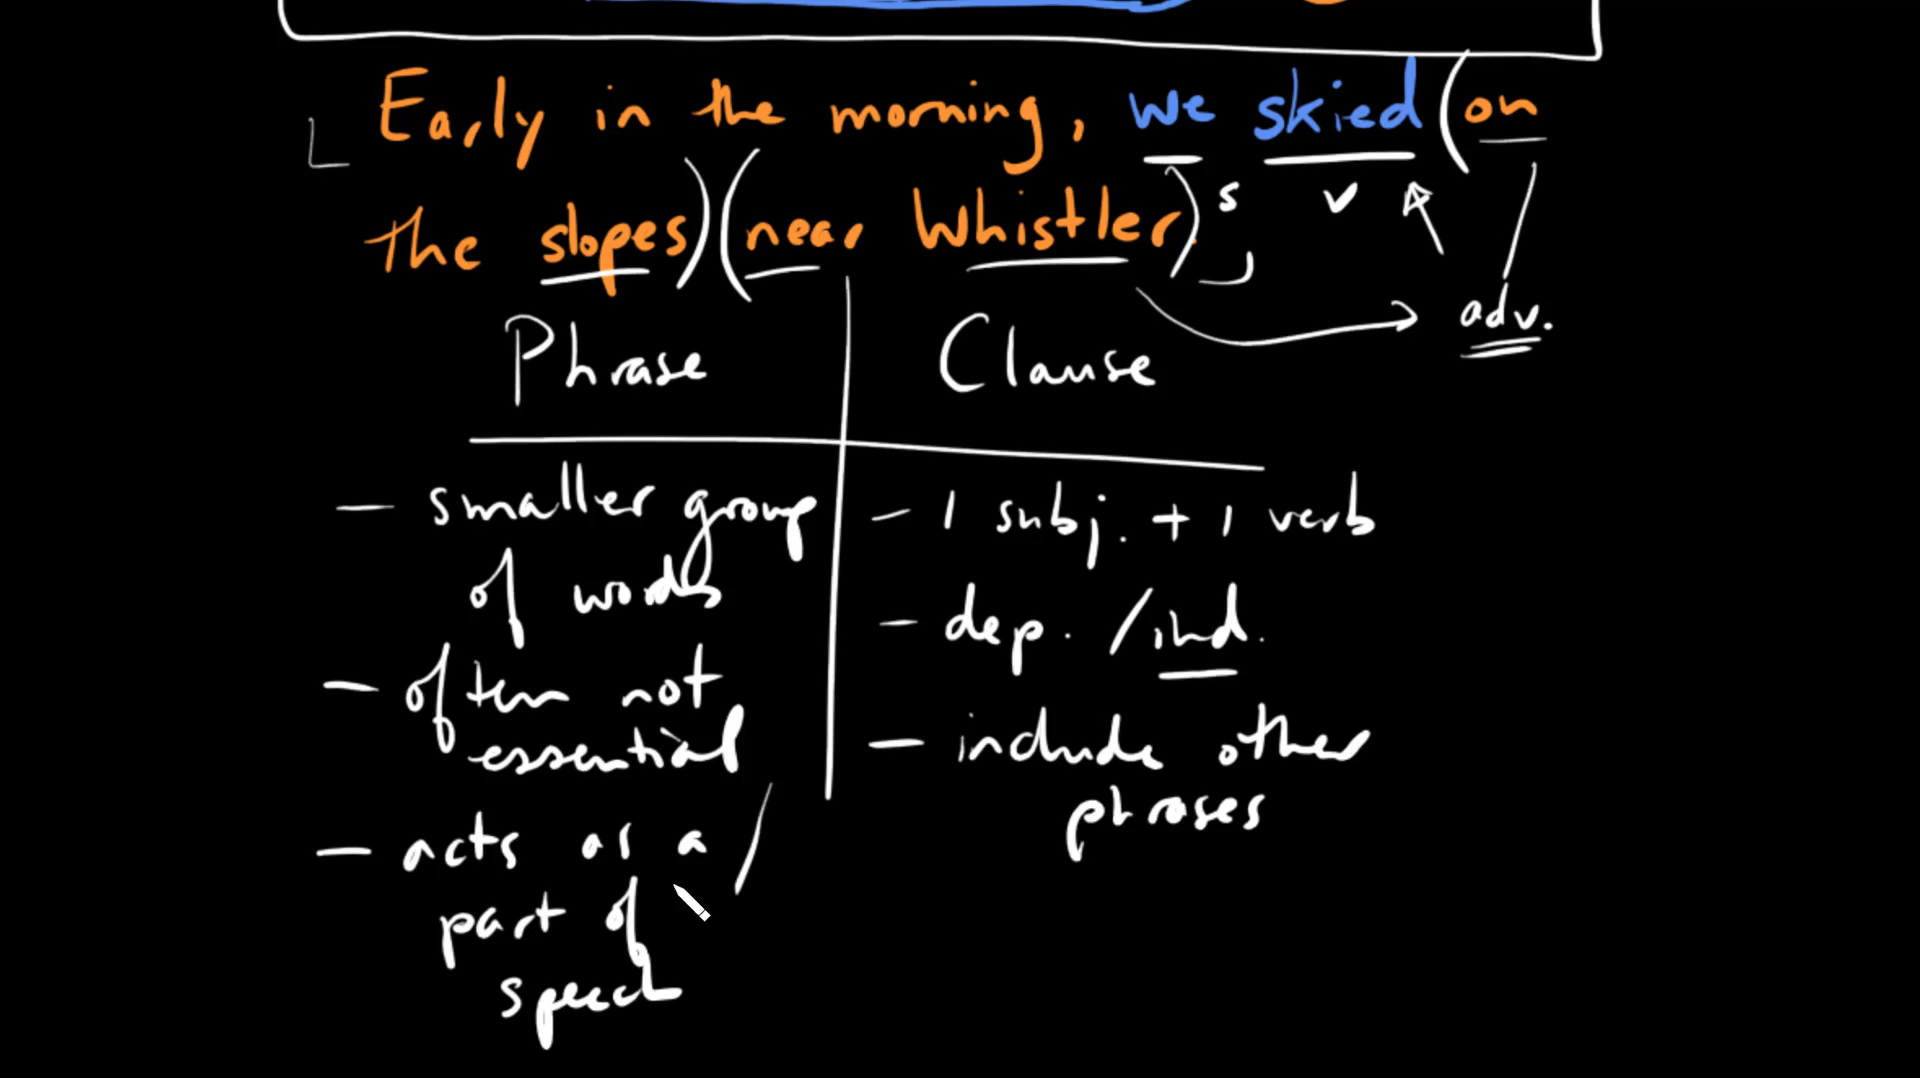 Early in the morning, we skied (on
the slopes)(near Whistler).
s v
adv.
Phrase Clause
- smaller group
of words
- often not
essential
- acts as a /
part of
speech
- 1 subj. + 1 verb
- dep. / ind.
- include other
phrases